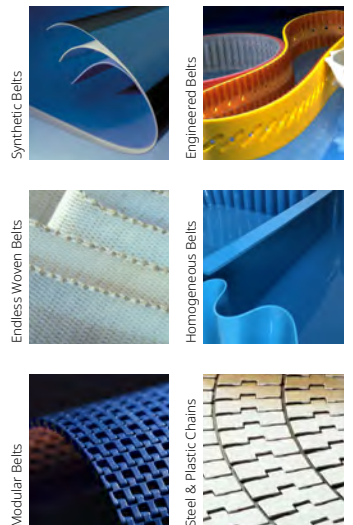 Synthetic Belts
Engineered Belts
Endless Woven Belts
Homogeneous Belts
Modular Belts
Steel & Plastic Chains